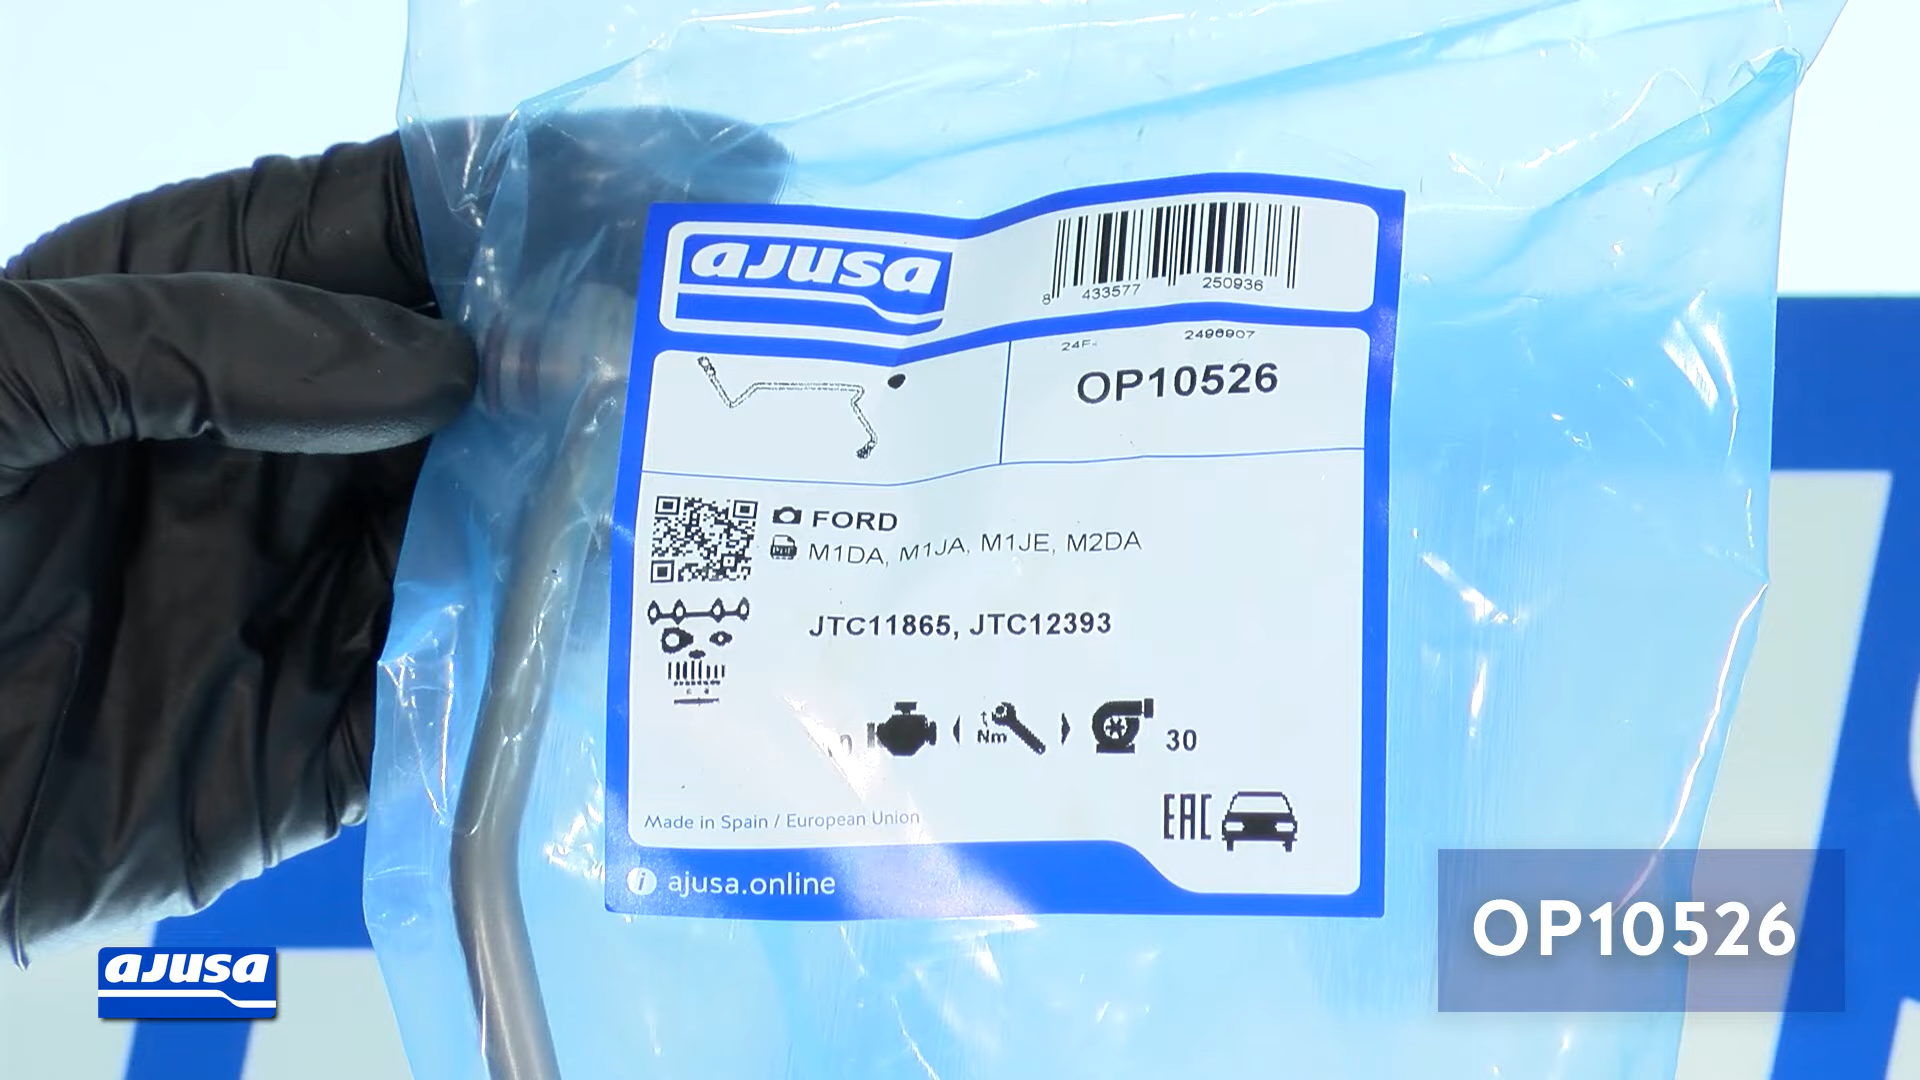 ajusa
8 433577 250936
24F- 2496907
OP10526
FORD
M1DA, M1JA, M1JE, M2DA
JTC11865, JTC12393
t
Nm
30
EAC
Made in Spain / European Union
i ajusa.online
OP10526
ajusa